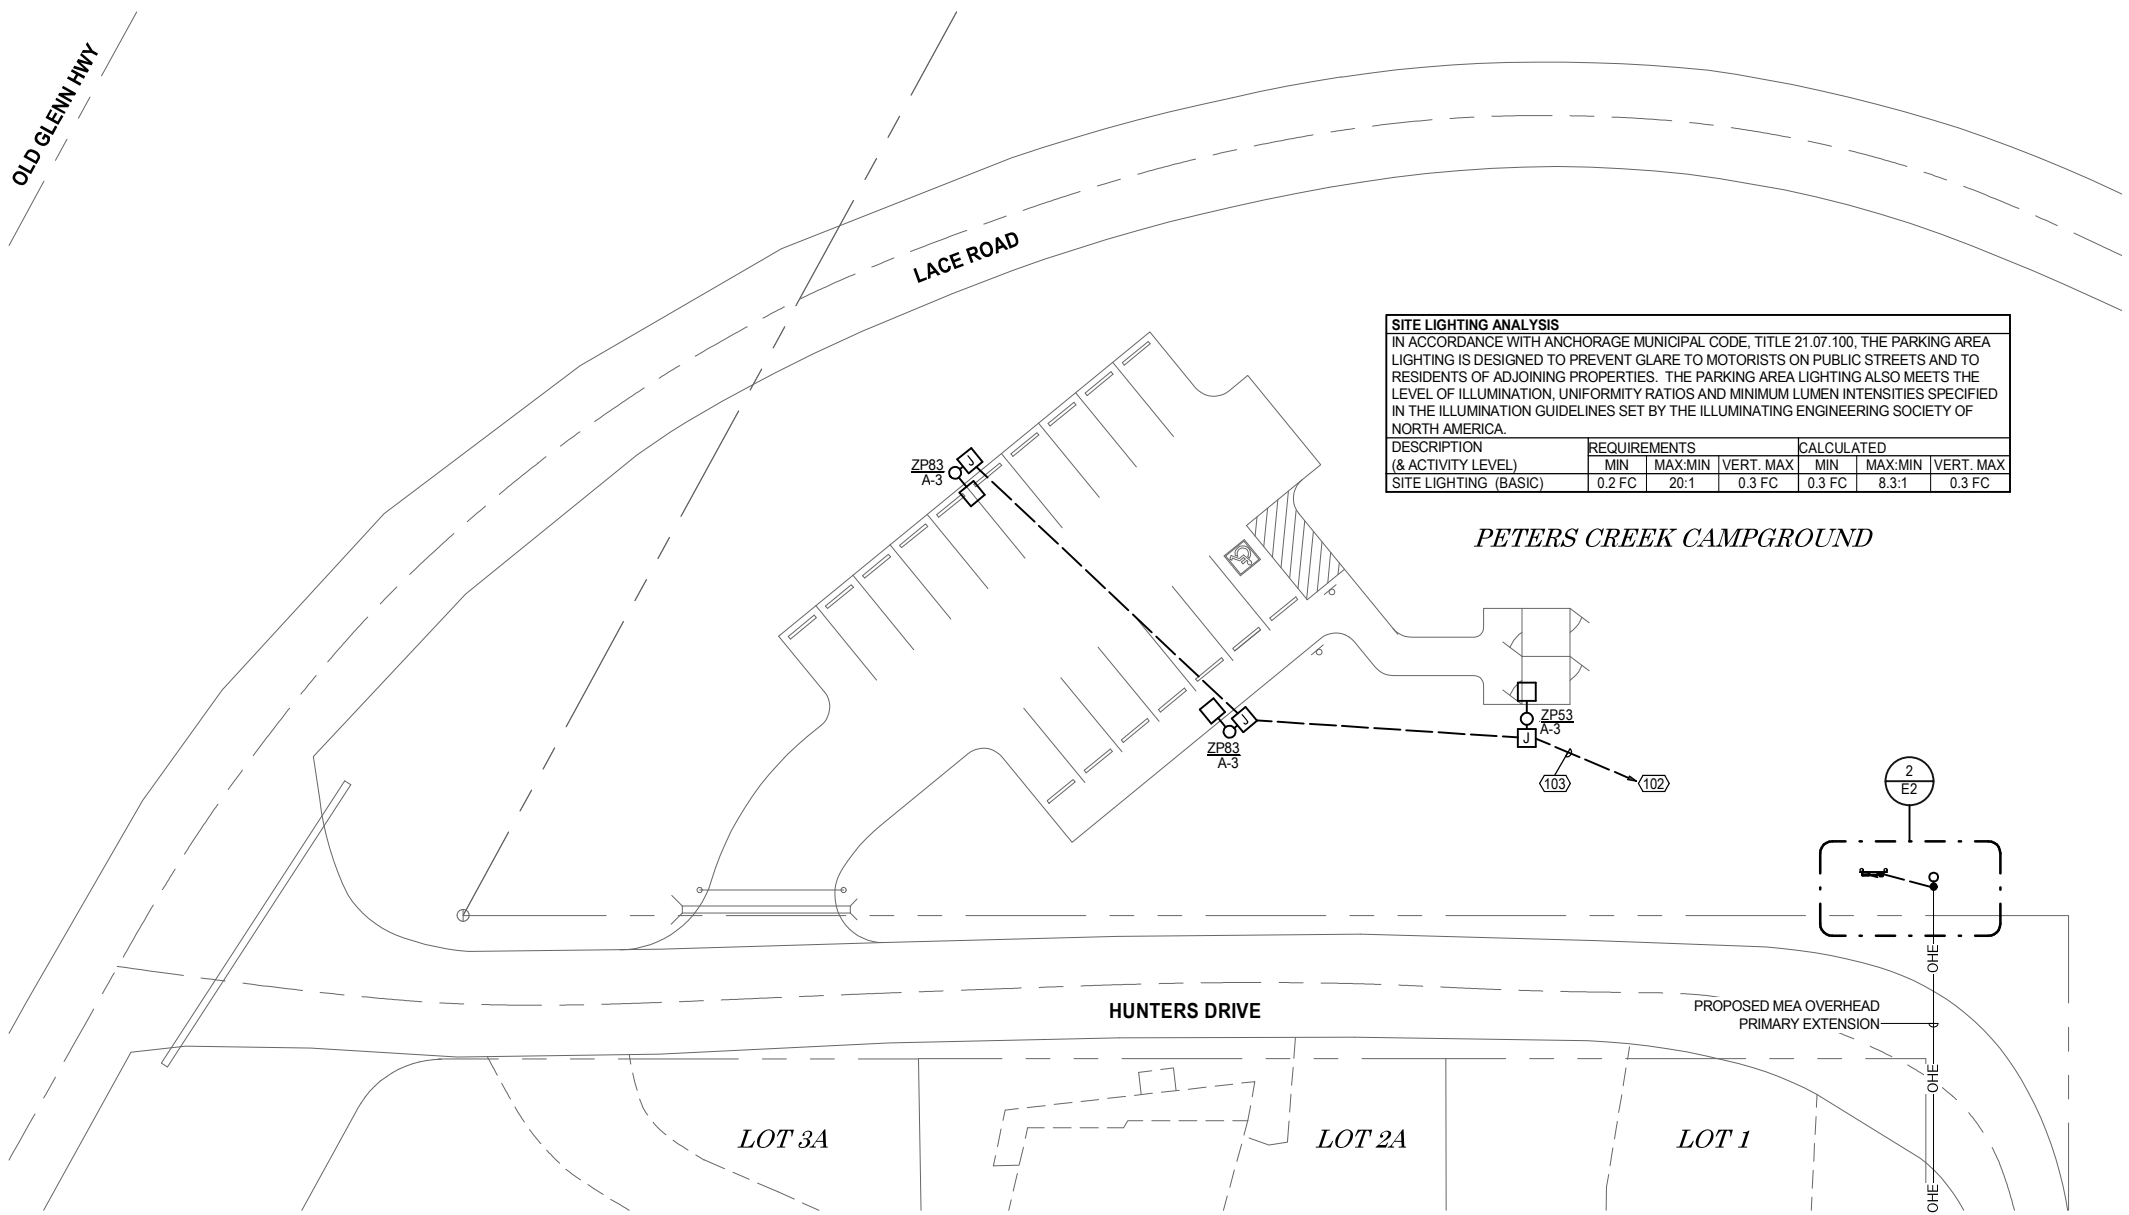 OLD GLENN HWY
LACE ROAD
SITE LIGHTING ANALYSIS
IN ACCORDANCE WITH ANCHORAGE MUNICIPAL CODE, TITLE 21.07.100, THE PARKING AREA
LIGHTING IS DESIGNED TO PREVENT GLARE TO MOTORISTS ON PUBLIC STREETS AND TO
RESIDENTS OF ADJOINING PROPERTIES. THE PARKING AREA LIGHTING ALSO MEETS THE
LEVEL OF ILLUMINATION, UNIFORMITY RATIOS AND MINIMUM LUMEN INTENSITIES SPECIFIED
IN THE ILLUMINATION GUIDELINES SET BY THE ILLUMINATING ENGINEERING SOCIETY OF
NORTH AMERICA.
DESCRIPTION REQUIREMENTS CALCULATED
(& ACTIVITY LEVEL) MIN MAX:MIN VERT. MAX MIN MAX:MIN VERT. MAX
SITE LIGHTING (BASIC) 0.2 FC 20:1 0.3 FC 0.3 FC 8.3:1 0.3 FC
PETERS CREEK CAMPGROUND
ZP83
A-3
J
J
ZP83
A-3
ZP53
A-3
J
103
102
2
E2
OHE
PROPOSED MEA OVERHEAD
PRIMARY EXTENSION
HUNTERS DRIVE
OHE
LOT 3A
LOT 2A
LOT 1
OHE